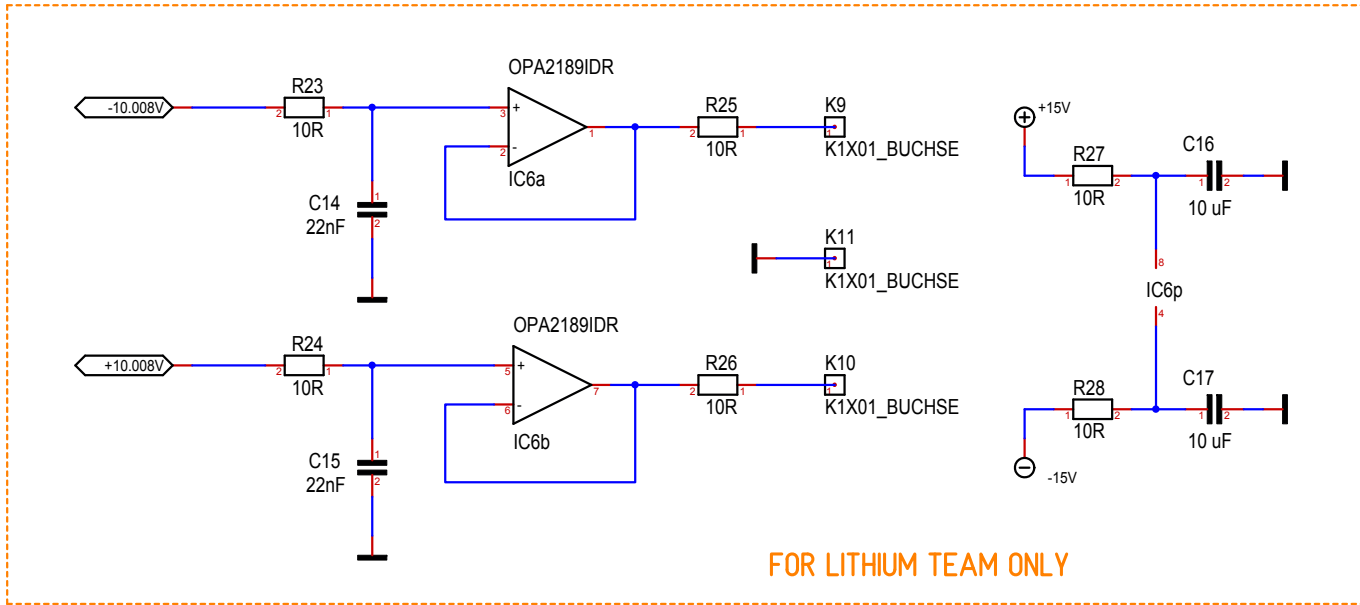 OPA2189IDR
-10.008V
2
R23
1
10R
3
+
2
-
1
IC6a
2
R25
1
10R
K9
1
K1X01_BUCHSE
C14
22nF
1
2
K11
1
K1X01_BUCHSE
OPA2189IDR
+10.008V
2
R24
1
10R
5
+
6
-
7
IC6b
2
R26
1
10R
K10
1
K1X01_BUCHSE
C15
22nF
1
2
+15V
R27
1
2
10R
C16
1
2
10 uF
8
IC6p
4
R28
1
2
10R
C17
1
2
10 uF
-15V
FOR LITHIUM TEAM ONLY